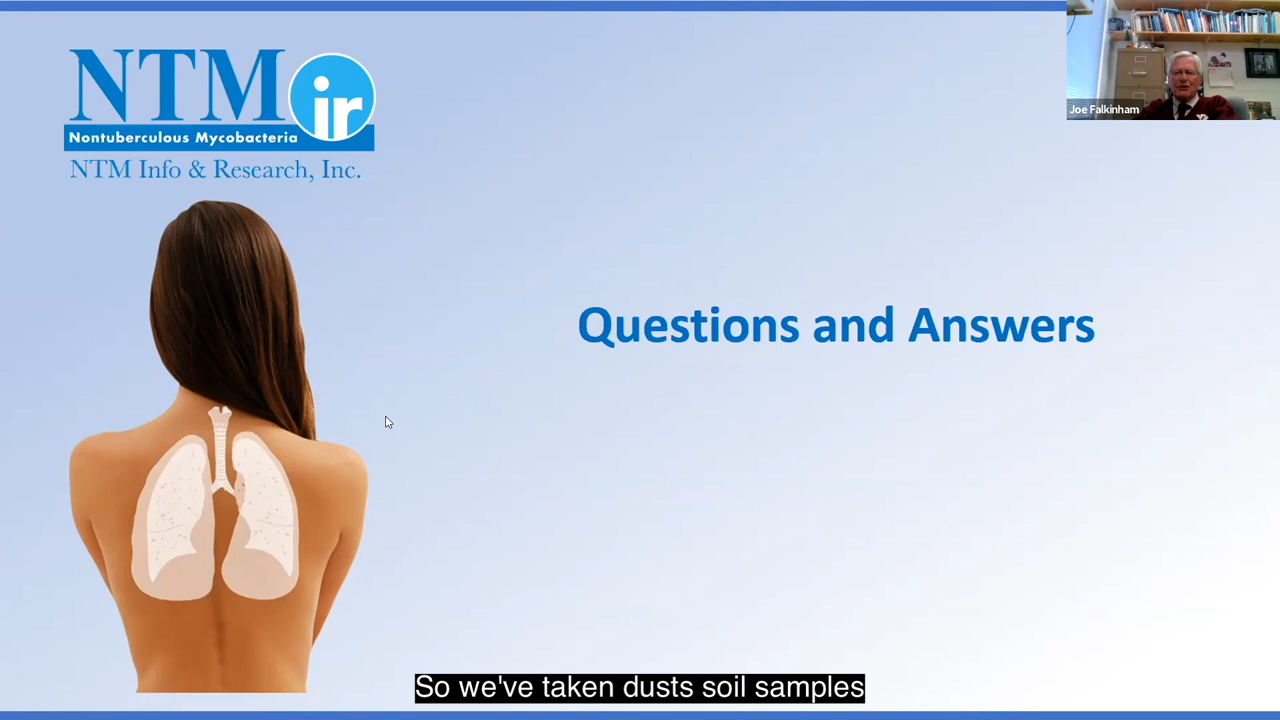 NTM
ir
Nontuberculous Mycobacteria
NTM Info & Research, Inc.
Joe Falkinham
Questions and Answers
So we've taken dusts soil samples